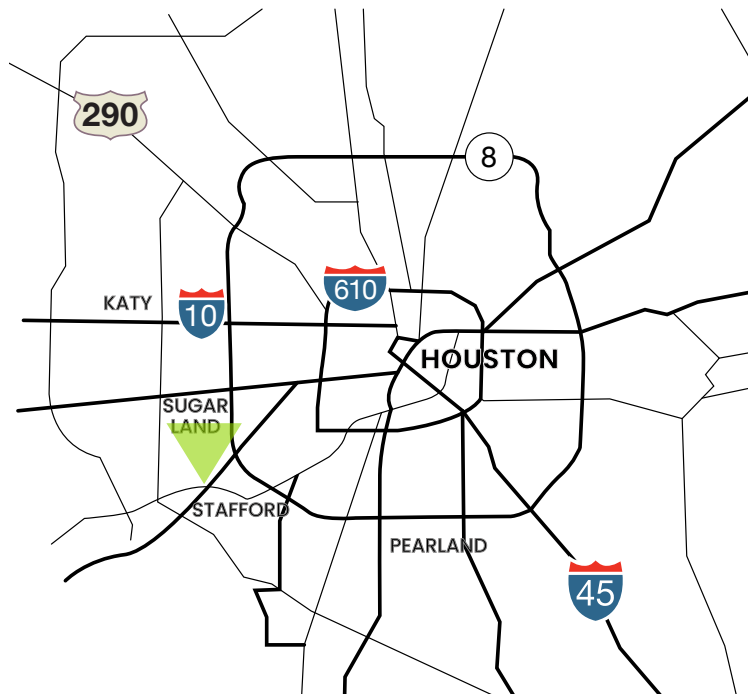 290
8
610
KATY
10
HOUSTON
SUGAR
LAND
STAFFORD
PEARLAND
45